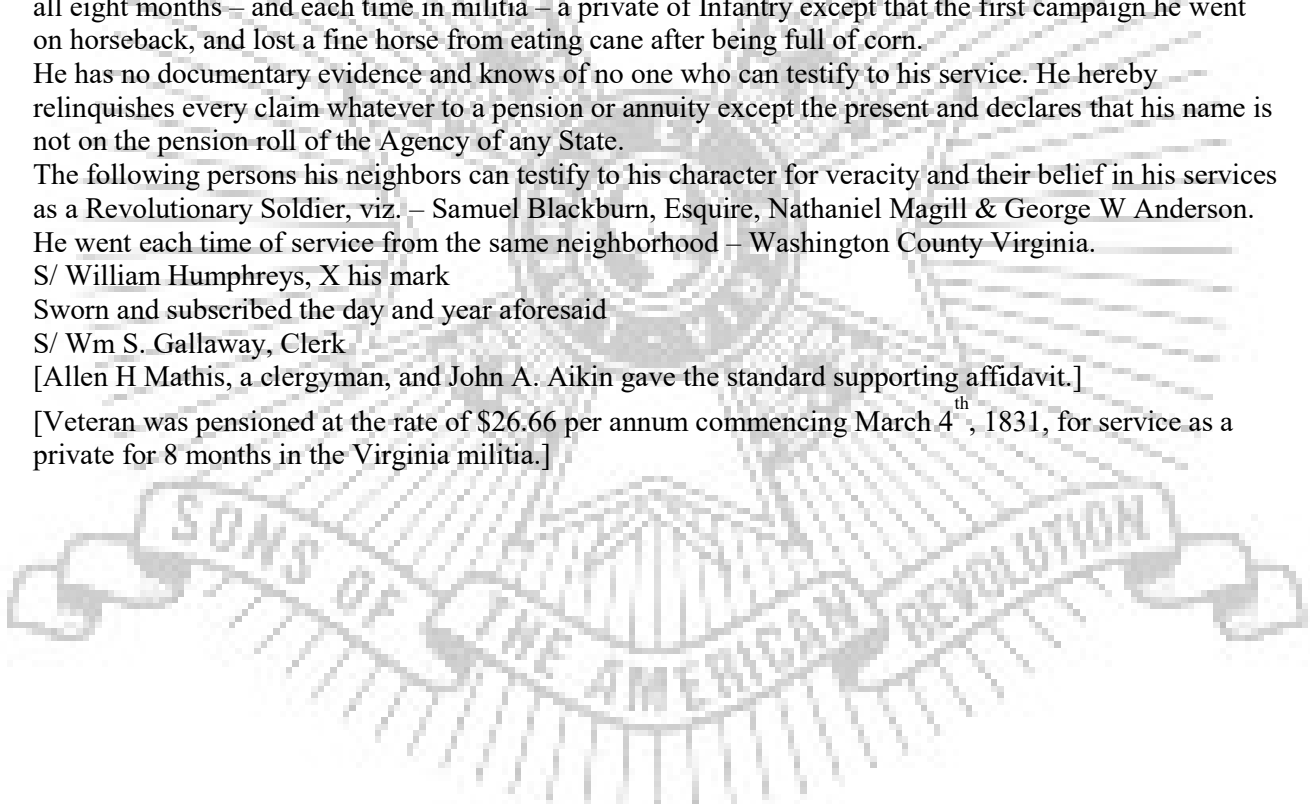 all eight months – and each time in militia – a private of Infantry except that the first campaign he went
on horseback, and lost a fine horse from eating cane after being full of corn.
He has no documentary evidence and knows of no one who can testify to his service. He hereby
relinquishes every claim whatever to a pension or annuity except the present and declares that his name is
not on the pension roll of the Agency of any State.
The following persons his neighbors can testify to his character for veracity and their belief in his services
as a Revolutionary Soldier, viz. – Samuel Blackburn, Esquire, Nathaniel Magill & George W Anderson.
He went each time of service from the same neighborhood – Washington County Virginia.
S/ William Humphreys, X his mark
Sworn and subscribed the day and year aforesaid
S/ Wm S. Gallaway, Clerk
[Allen H Mathis, a clergyman, and John A. Aikin gave the standard supporting affidavit.]
[Veteran was pensioned at the rate of $26.66 per annum commencing March 4th, 1831, for service as a
private for 8 months in the Virginia militia.]
SONS OF THE AMERICAN REVOLUTION